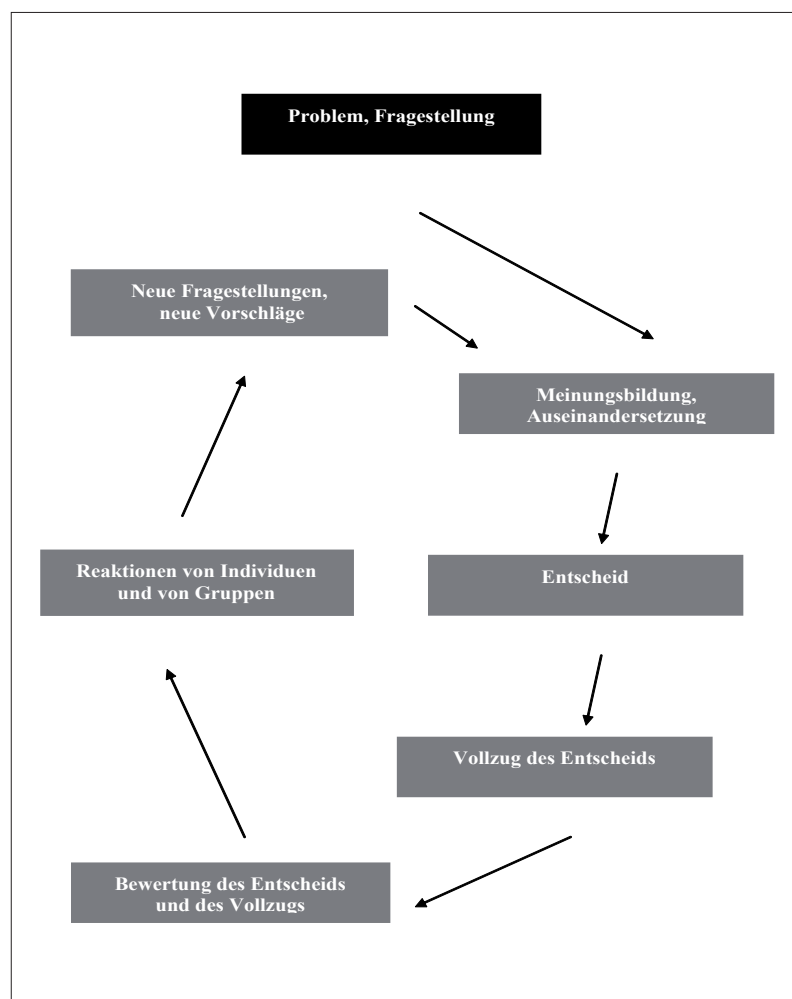 Problem, Fragestellung
Neue Fragestellungen,
neue Vorschläge
Meinungsbildung,
Auseinandersetzung
Reaktionen von Individuen
und von Gruppen
Entscheid
Vollzug des Entscheids
Bewertung des Entscheids
und des Vollzugs